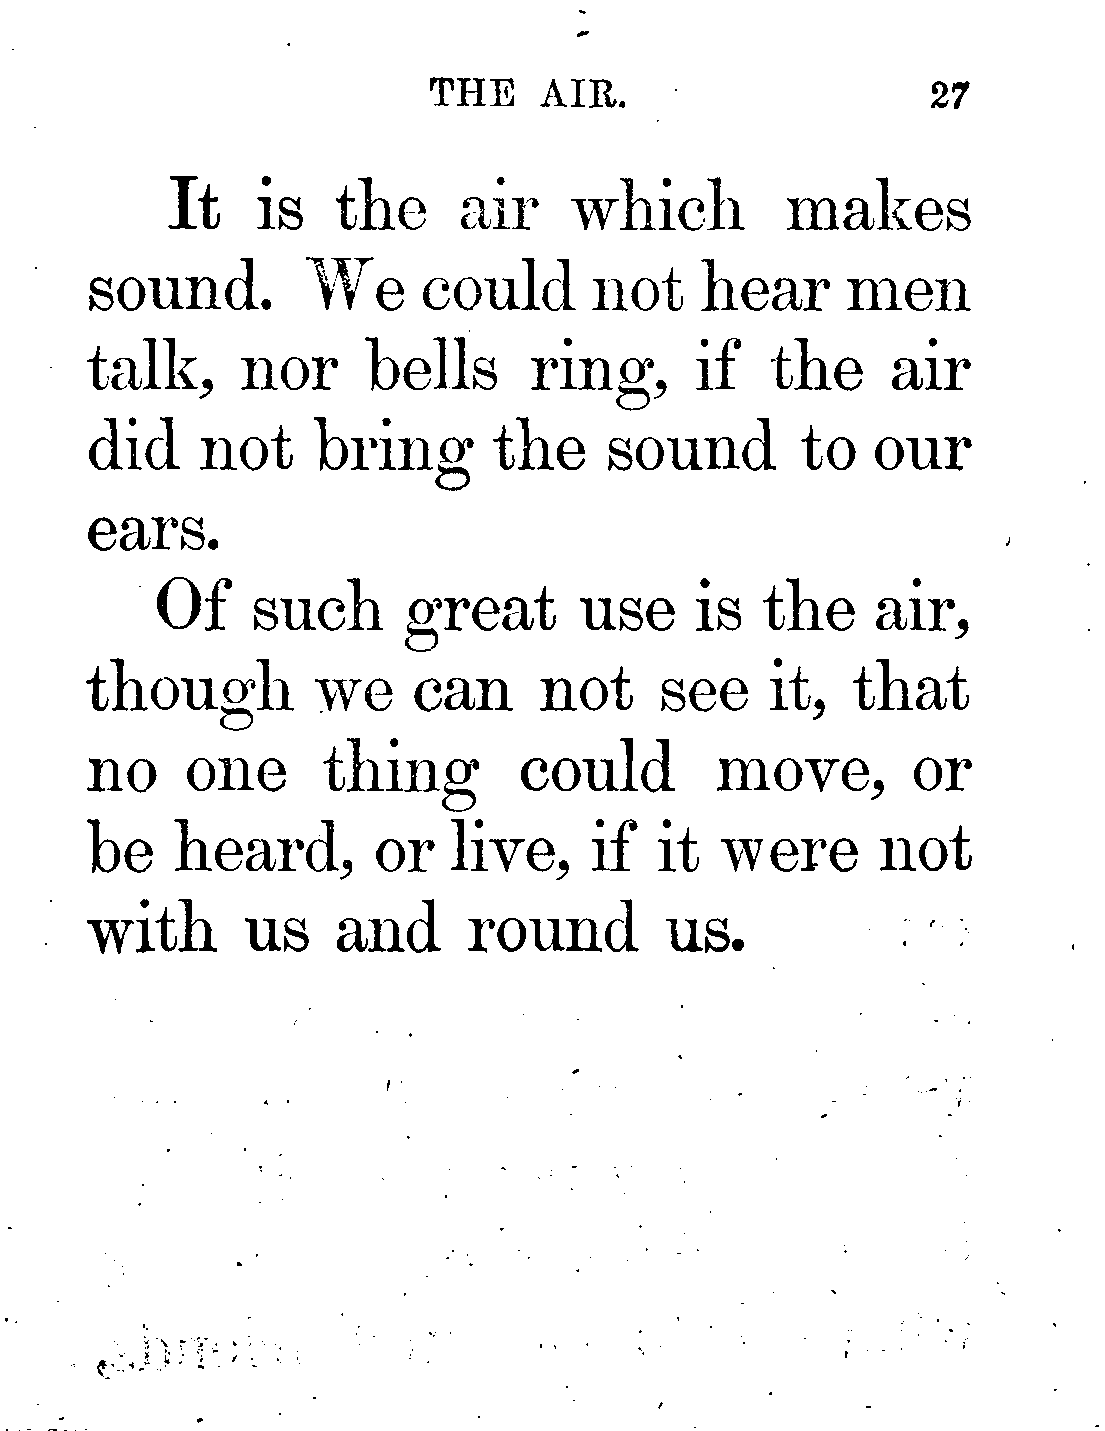 THE AIR. 27
It is the air which makes
sound. We could not hear men
talk, nor bells ring, if the air
did not bring the sound to our
ears.
Of such great use is the air,
though we can not see it, that
no one thing could move, or
be heard, or live, if it were not
with us and round us.